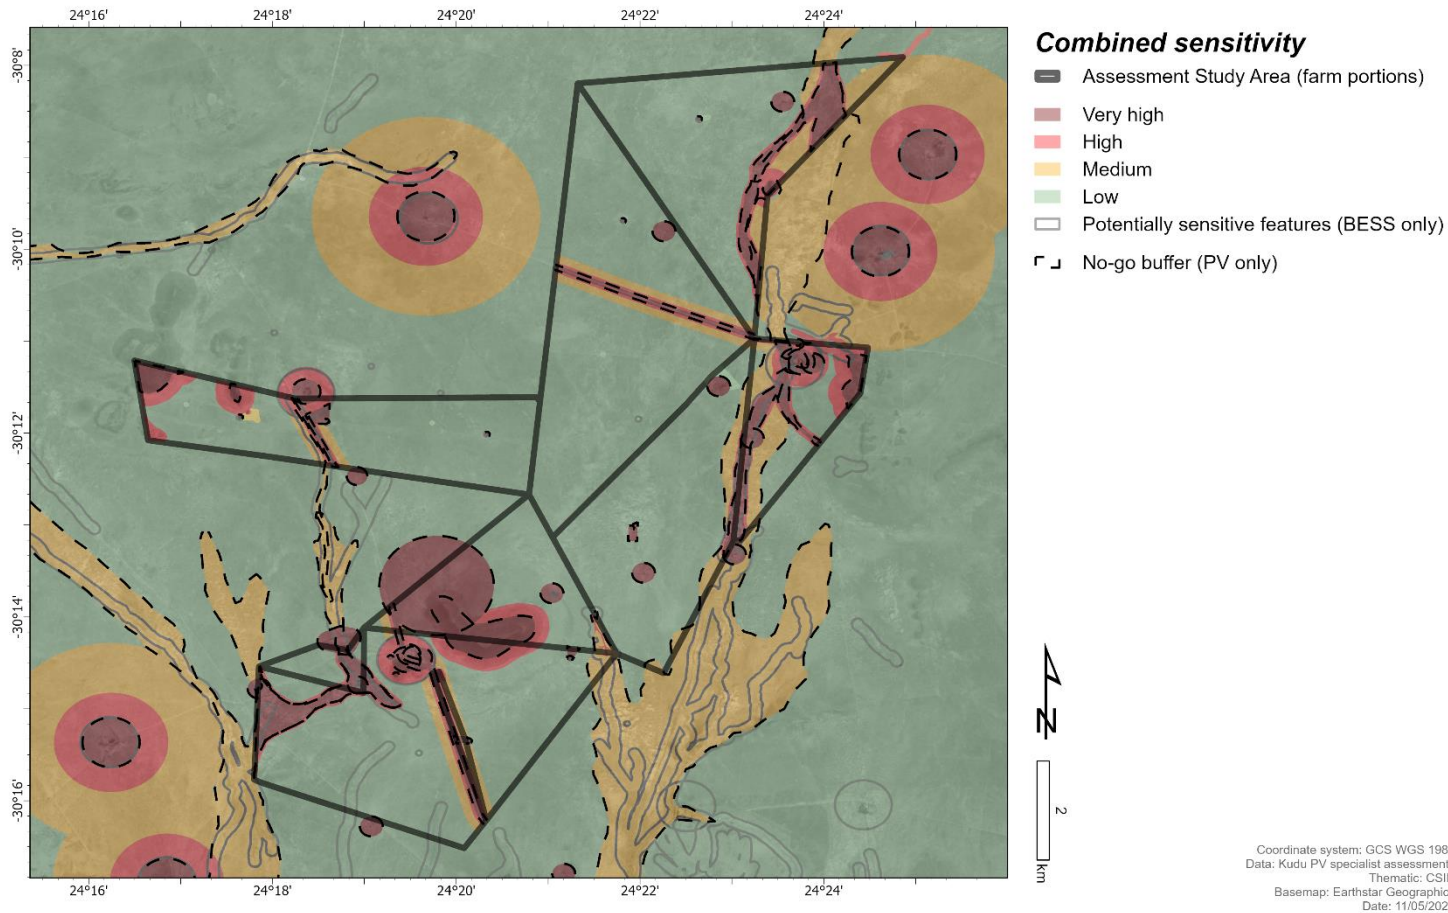 24°16' 24°18' 24°20' 24°22' 24°24'
-30°8'
-30°10'
-30°12'
-30°14'
-30°16'
24°16' 24°18' 24°20' 24°22' 24°24'
Combined sensitivity
Assessment Study Area (farm portions)
Very high
High
Medium
Low
Potentially sensitive features (BESS only)
No-go buffer (PV only)
N
2
km
Coordinate system: GCS WGS 198
Data: Kudu PV specialist assessment
Thematic: CSI
Basemap: Earthstar Geographic
Date: 11/05/202